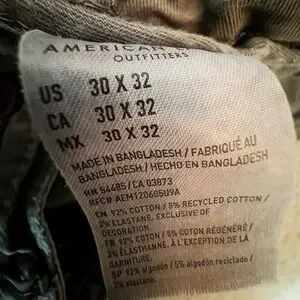 AMERICAN
OUTFITTERS
US 30 X 32
CA 30 X 32
MX 30 X 32
MADE IN BANGLADESH / FABRIQUÉ AU
BANGLADESH / HECHO EN BANGLADESH
RN 54485 / CA 03873
RFC# AEM120605U9A
EN 92% COTTON / 5% RECYCLED COTTON /
3% ELASTANE, EXCLUSIVE OF
DECORATION
FR 92% COTON / 5% COTON RÉGÉNÉRÉ /
3% ÉLASTHANNE, À L'EXCEPTION DE LA
GARNITURE
SP 92% algodón / 5% algodón reciclado /
3% elastano,